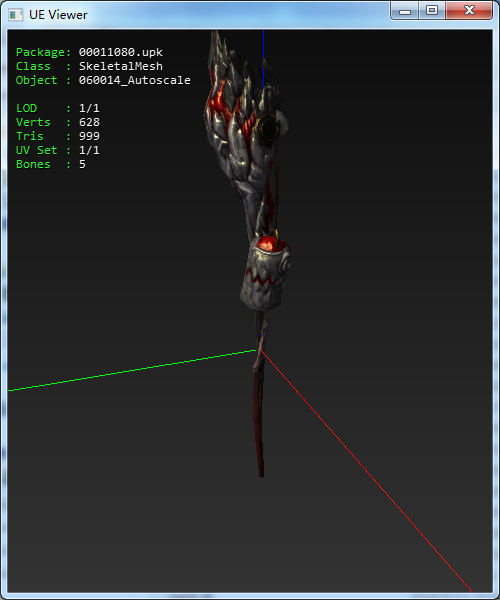 UE Viewer
Package: 00011080.upk
Class : SkeletalMesh
Object : 060014_Autoscale
LOD : 1/1
Verts : 628
Tris : 999
UV Set : 1/1
Bones : 5